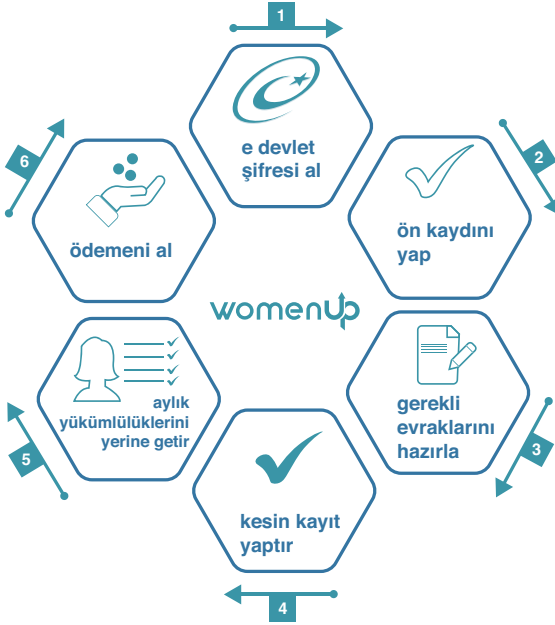 1
e devlet
şifresi al
2
ön kaydını
yap
3
gerekli
evraklarını
hazırla
4
kesin kayıt
yaptır
5
aylık
yükümlülüklerini
yerine getir
6
ödemeni al
womenUp